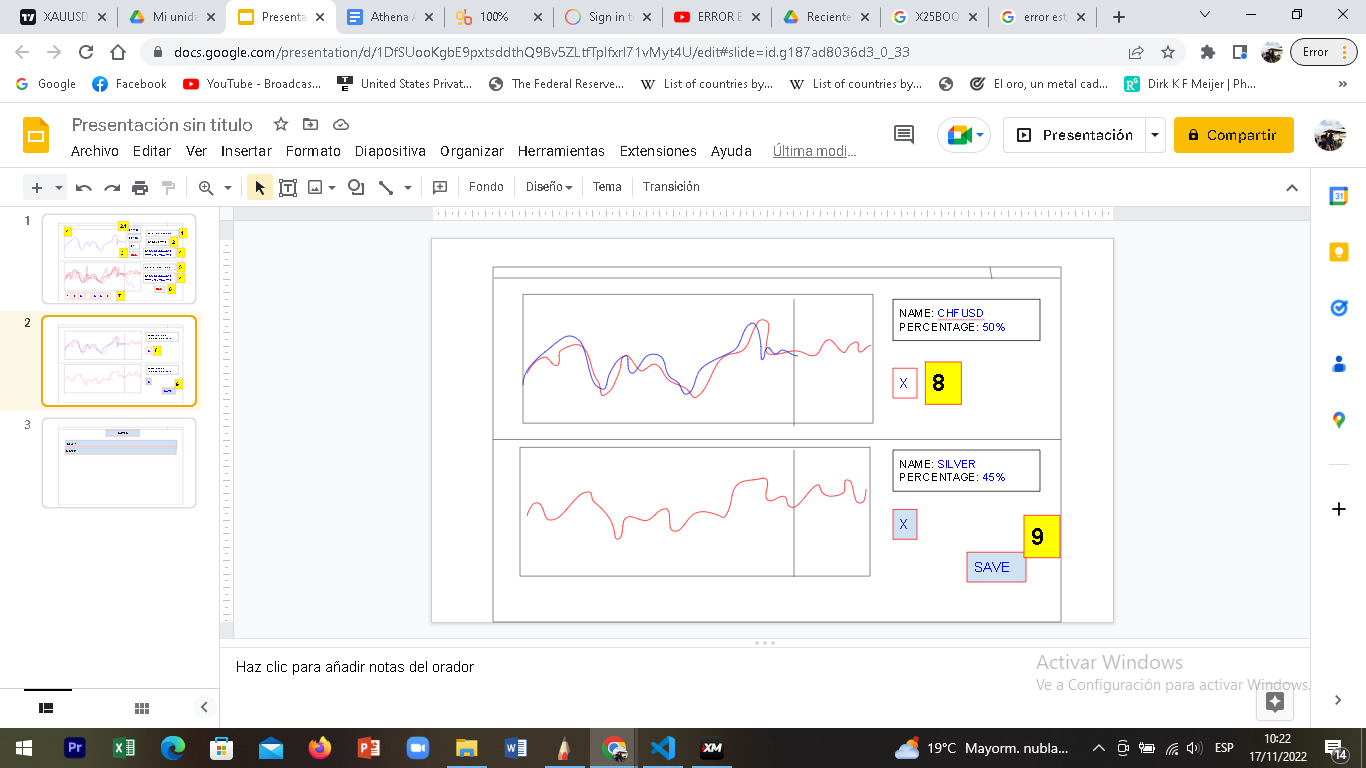 XAUUSD
Mi unida
Presenta
Athena A
100%
Sign in t
ERROR E
Reciente
X25BOO
error est
docs.google.com/presentation/d/1DfSUooKgbE9pxtsddthQ9Bv5ZLtfTplfxrl71vMyt4U/edit#slide=id.g187ad8036d3_0_33
Error
Google
Facebook
YouTube - Broadcas...
United States Privat...
The Federal Reserve...
List of countries by...
List of countries by...
El oro, un metal cad...
Dirk K F Meijer | Ph...
Presentación sin título
Archivo Editar Ver Insertar Formato Diapositiva Organizar Herramientas Extensiones Ayuda Última modi...
Presentación
Compartir
Fondo Diseño Tema Transición
1
2
3
NAME: CHFUSD
PERCENTAGE: 50%
X
8
NAME: SILVER
PERCENTAGE: 45%
X
9
SAVE
Haz clic para añadir notas del orador
Activar Windows
Ve a Configuración para activar Windows.
19°C Mayorm. nubla...
ESP
10:22
17/11/2022
14